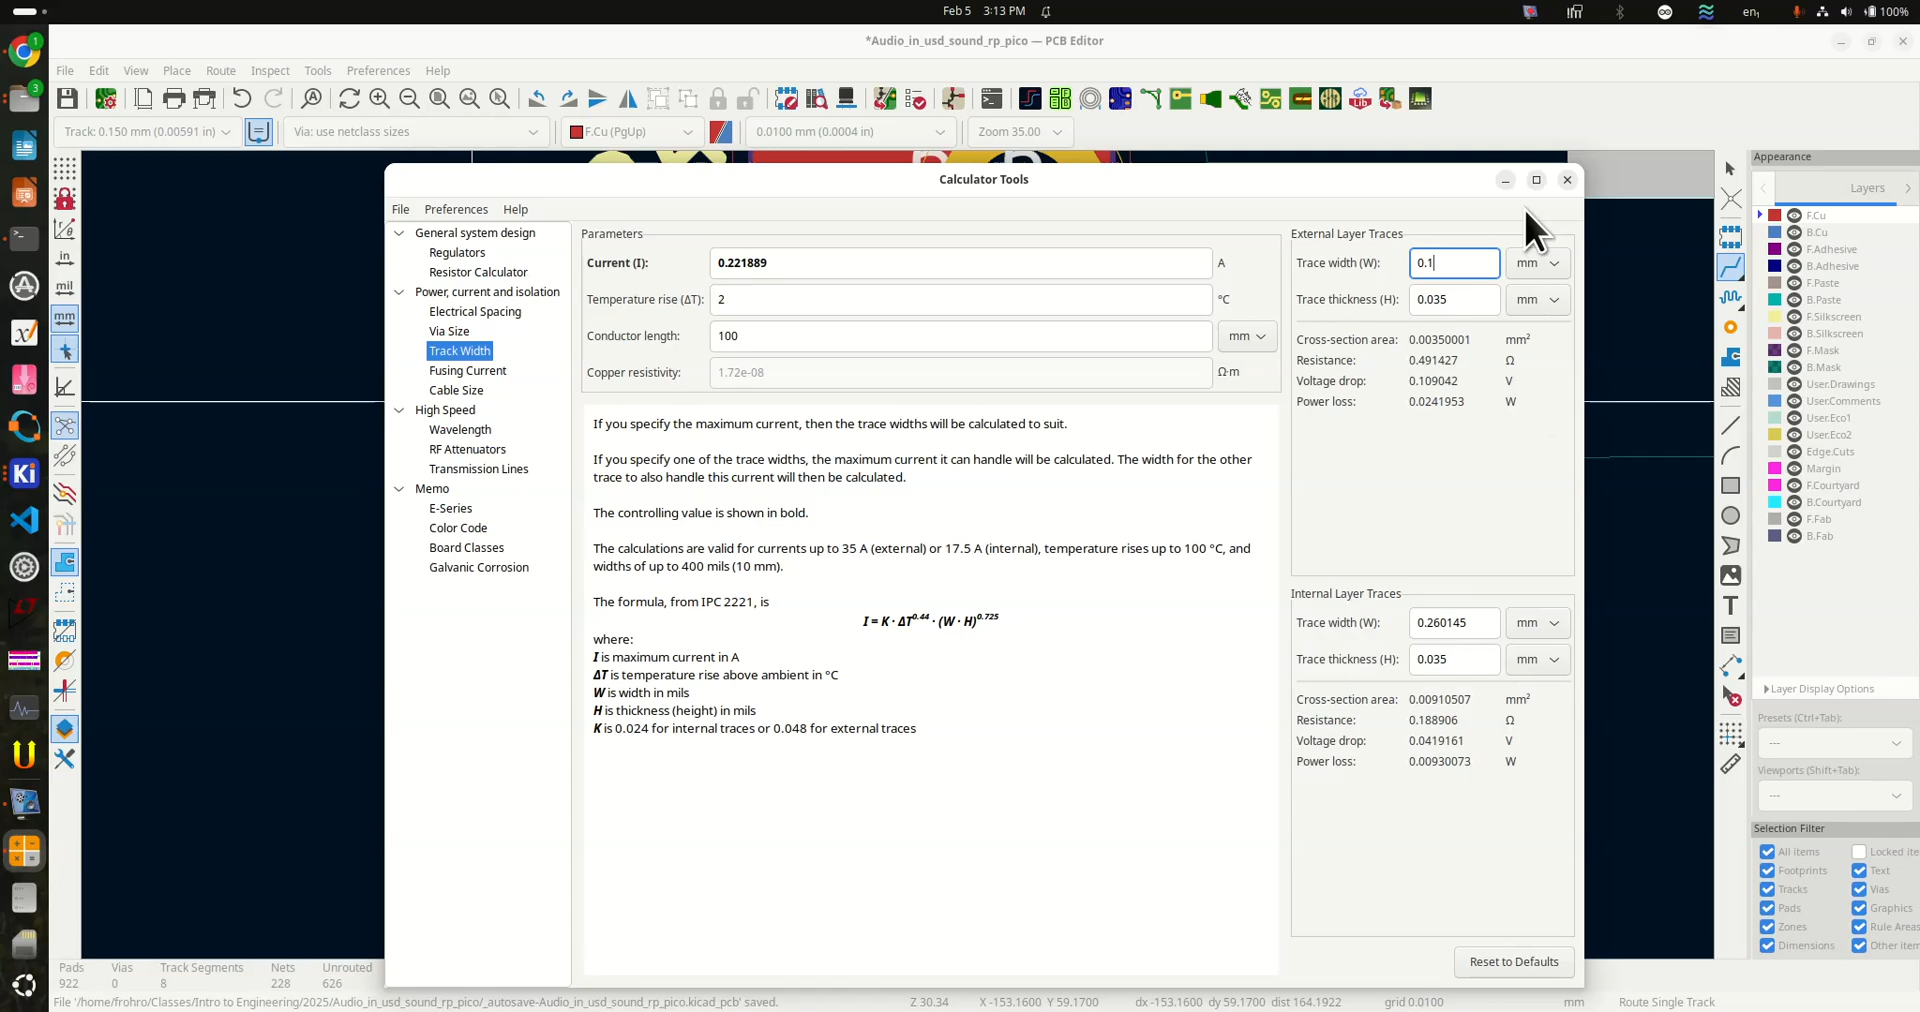 Feb 5 3:13 PM
en₁
100%
*Audio_in_usd_sound_rp_pico — PCB Editor
File Edit View Place Route Inspect Tools Preferences Help
Track: 0.150 mm (0.00591 in)
Via: use netclass sizes
F.Cu (PgUp)
0.0100 mm (0.0004 in)
Zoom 35.00
Calculator Tools
File Preferences Help
General system design
Regulators
Resistor Calculator
Power, current and isolation
Electrical Spacing
Via Size
Track Width
Fusing Current
Cable Size
High Speed
Wavelength
RF Attenuators
Transmission Lines
Memo
E-Series
Color Code
Board Classes
Galvanic Corrosion
Parameters
Current (I): 0.221889 A
Temperature rise (ΔT): 2 °C
Conductor length: 100 mm
Copper resistivity: 1.72e-08 Ω·m
If you specify the maximum current, then the trace widths will be calculated to suit.
If you specify one of the trace widths, the maximum current it can handle will be calculated. The width for the other
trace to also handle this current will then be calculated.
The controlling value is shown in bold.
The calculations are valid for currents up to 35 A (external) or 17.5 A (internal), temperature rises up to 100 °C, and
widths of up to 400 mils (10 mm).
The formula, from IPC 2221, is
I = K · ΔT^0.44 · (W · H)^0.725
where:
I is maximum current in A
ΔT is temperature rise above ambient in °C
W is width in mils
H is thickness (height) in mils
K is 0.024 for internal traces or 0.048 for external traces
External Layer Traces
Trace width (W): 0.1 mm
Trace thickness (H): 0.035 mm
Cross-section area: 0.00350001 mm²
Resistance: 0.491427 Ω
Voltage drop: 0.109042 V
Power loss: 0.0241953 W
Internal Layer Traces
Trace width (W): 0.260145 mm
Trace thickness (H): 0.035 mm
Cross-section area: 0.00910507 mm²
Resistance: 0.188906 Ω
Voltage drop: 0.0419161 V
Power loss: 0.00930073 W
Reset to Defaults
Appearance
Layers
F.Cu
B.Cu
F.Adhesive
B.Adhesive
F.Paste
B.Paste
F.Silkscreen
B.Silkscreen
F.Mask
B.Mask
User.Drawings
User.Comments
User.Eco1
User.Eco2
Edge.Cuts
Margin
F.Courtyard
B.Courtyard
F.Fab
B.Fab
Layer Display Options
Presets (Ctrl+Tab):
---
Viewports (Shift+Tab):
---
Selection Filter
All items Locked ite
Footprints Text
Tracks Vias
Pads Graphics
Zones Rule Areas
Dimensions Other item
Pads Vias Track Segments Nets Unrouted
922 0 8 228 626
File '/home/frohro/Classes/Intro to Engineering/2025/Audio_in_usd_sound_rp_pico/_autosave-Audio_in_usd_sound_rp_pico.kicad_pcb' saved.
Z 30.34 X -153.1600 Y 59.1700 dx -153.1600 dy 59.1700 dist 164.1922 grid 0.0100 mm Route Single Track